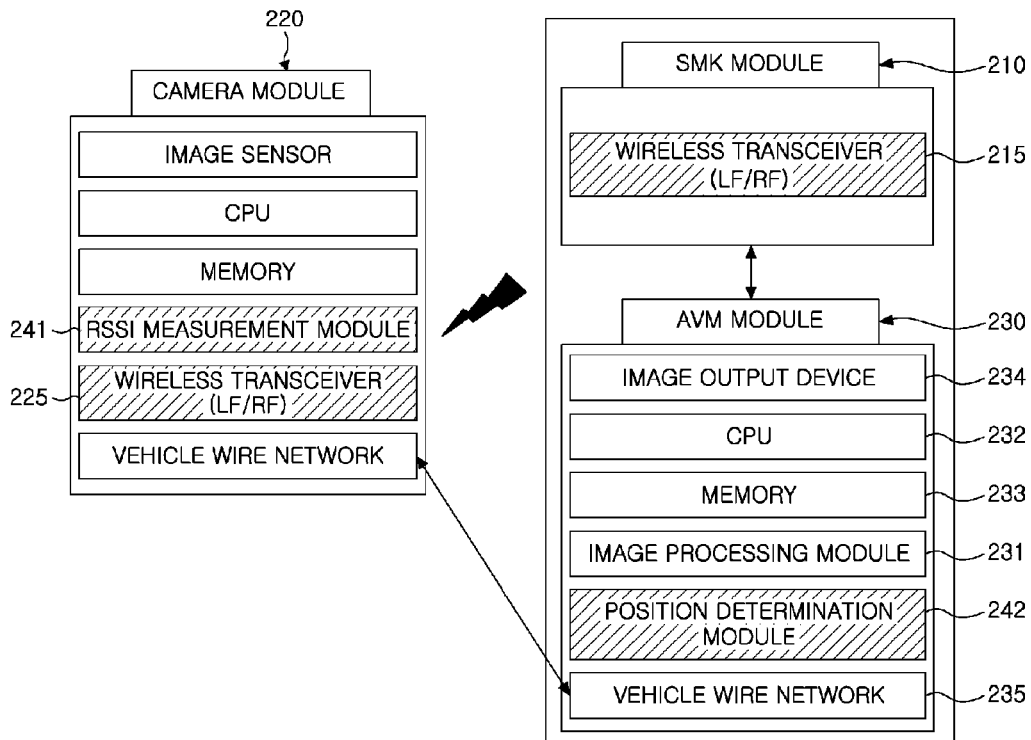 220
CAMERA MODULE
IMAGE SENSOR
CPU
MEMORY
241
RSSI MEASUREMENT MODULE
225
WIRELESS TRANSCEIVER
(LF/RF)
VEHICLE WIRE NETWORK
SMK MODULE
210
WIRELESS TRANSCEIVER
(LF/RF)
215
AVM MODULE
230
IMAGE OUTPUT DEVICE
234
CPU
232
MEMORY
233
IMAGE PROCESSING MODULE
231
POSITION DETERMINATION
MODULE
242
VEHICLE WIRE NETWORK
235